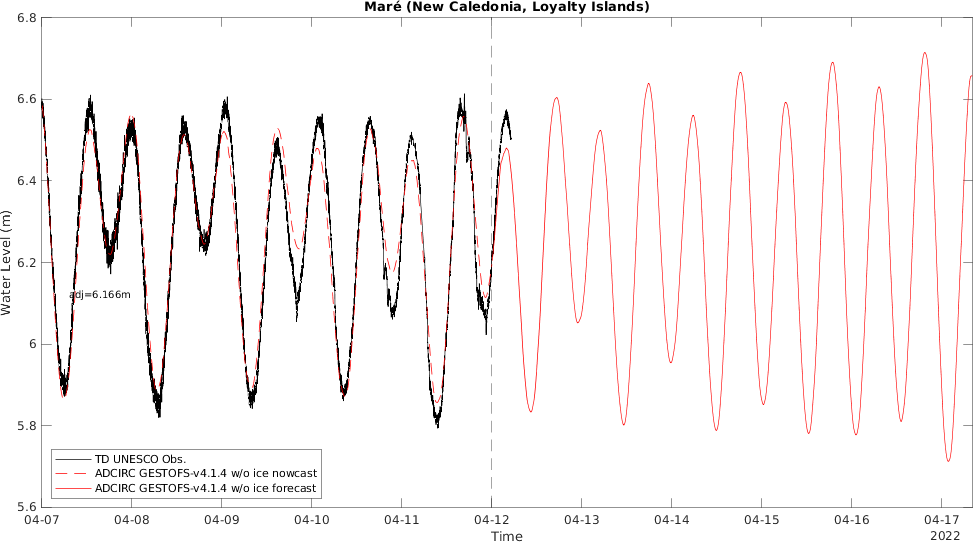 Maré (New Caledonia, Loyalty Islands)
6.8
6.6
6.4
6.2
6
5.8
5.6
Water Level (m)
adj=6.166m
TD UNESCO Obs.
ADCIRC GESTOFS-v4.1.4 w/o ice nowcast
ADCIRC GESTOFS-v4.1.4 w/o ice forecast
04-07 04-08 04-09 04-10 04-11 04-12 04-13 04-14 04-15 04-16 04-17
Time 2022